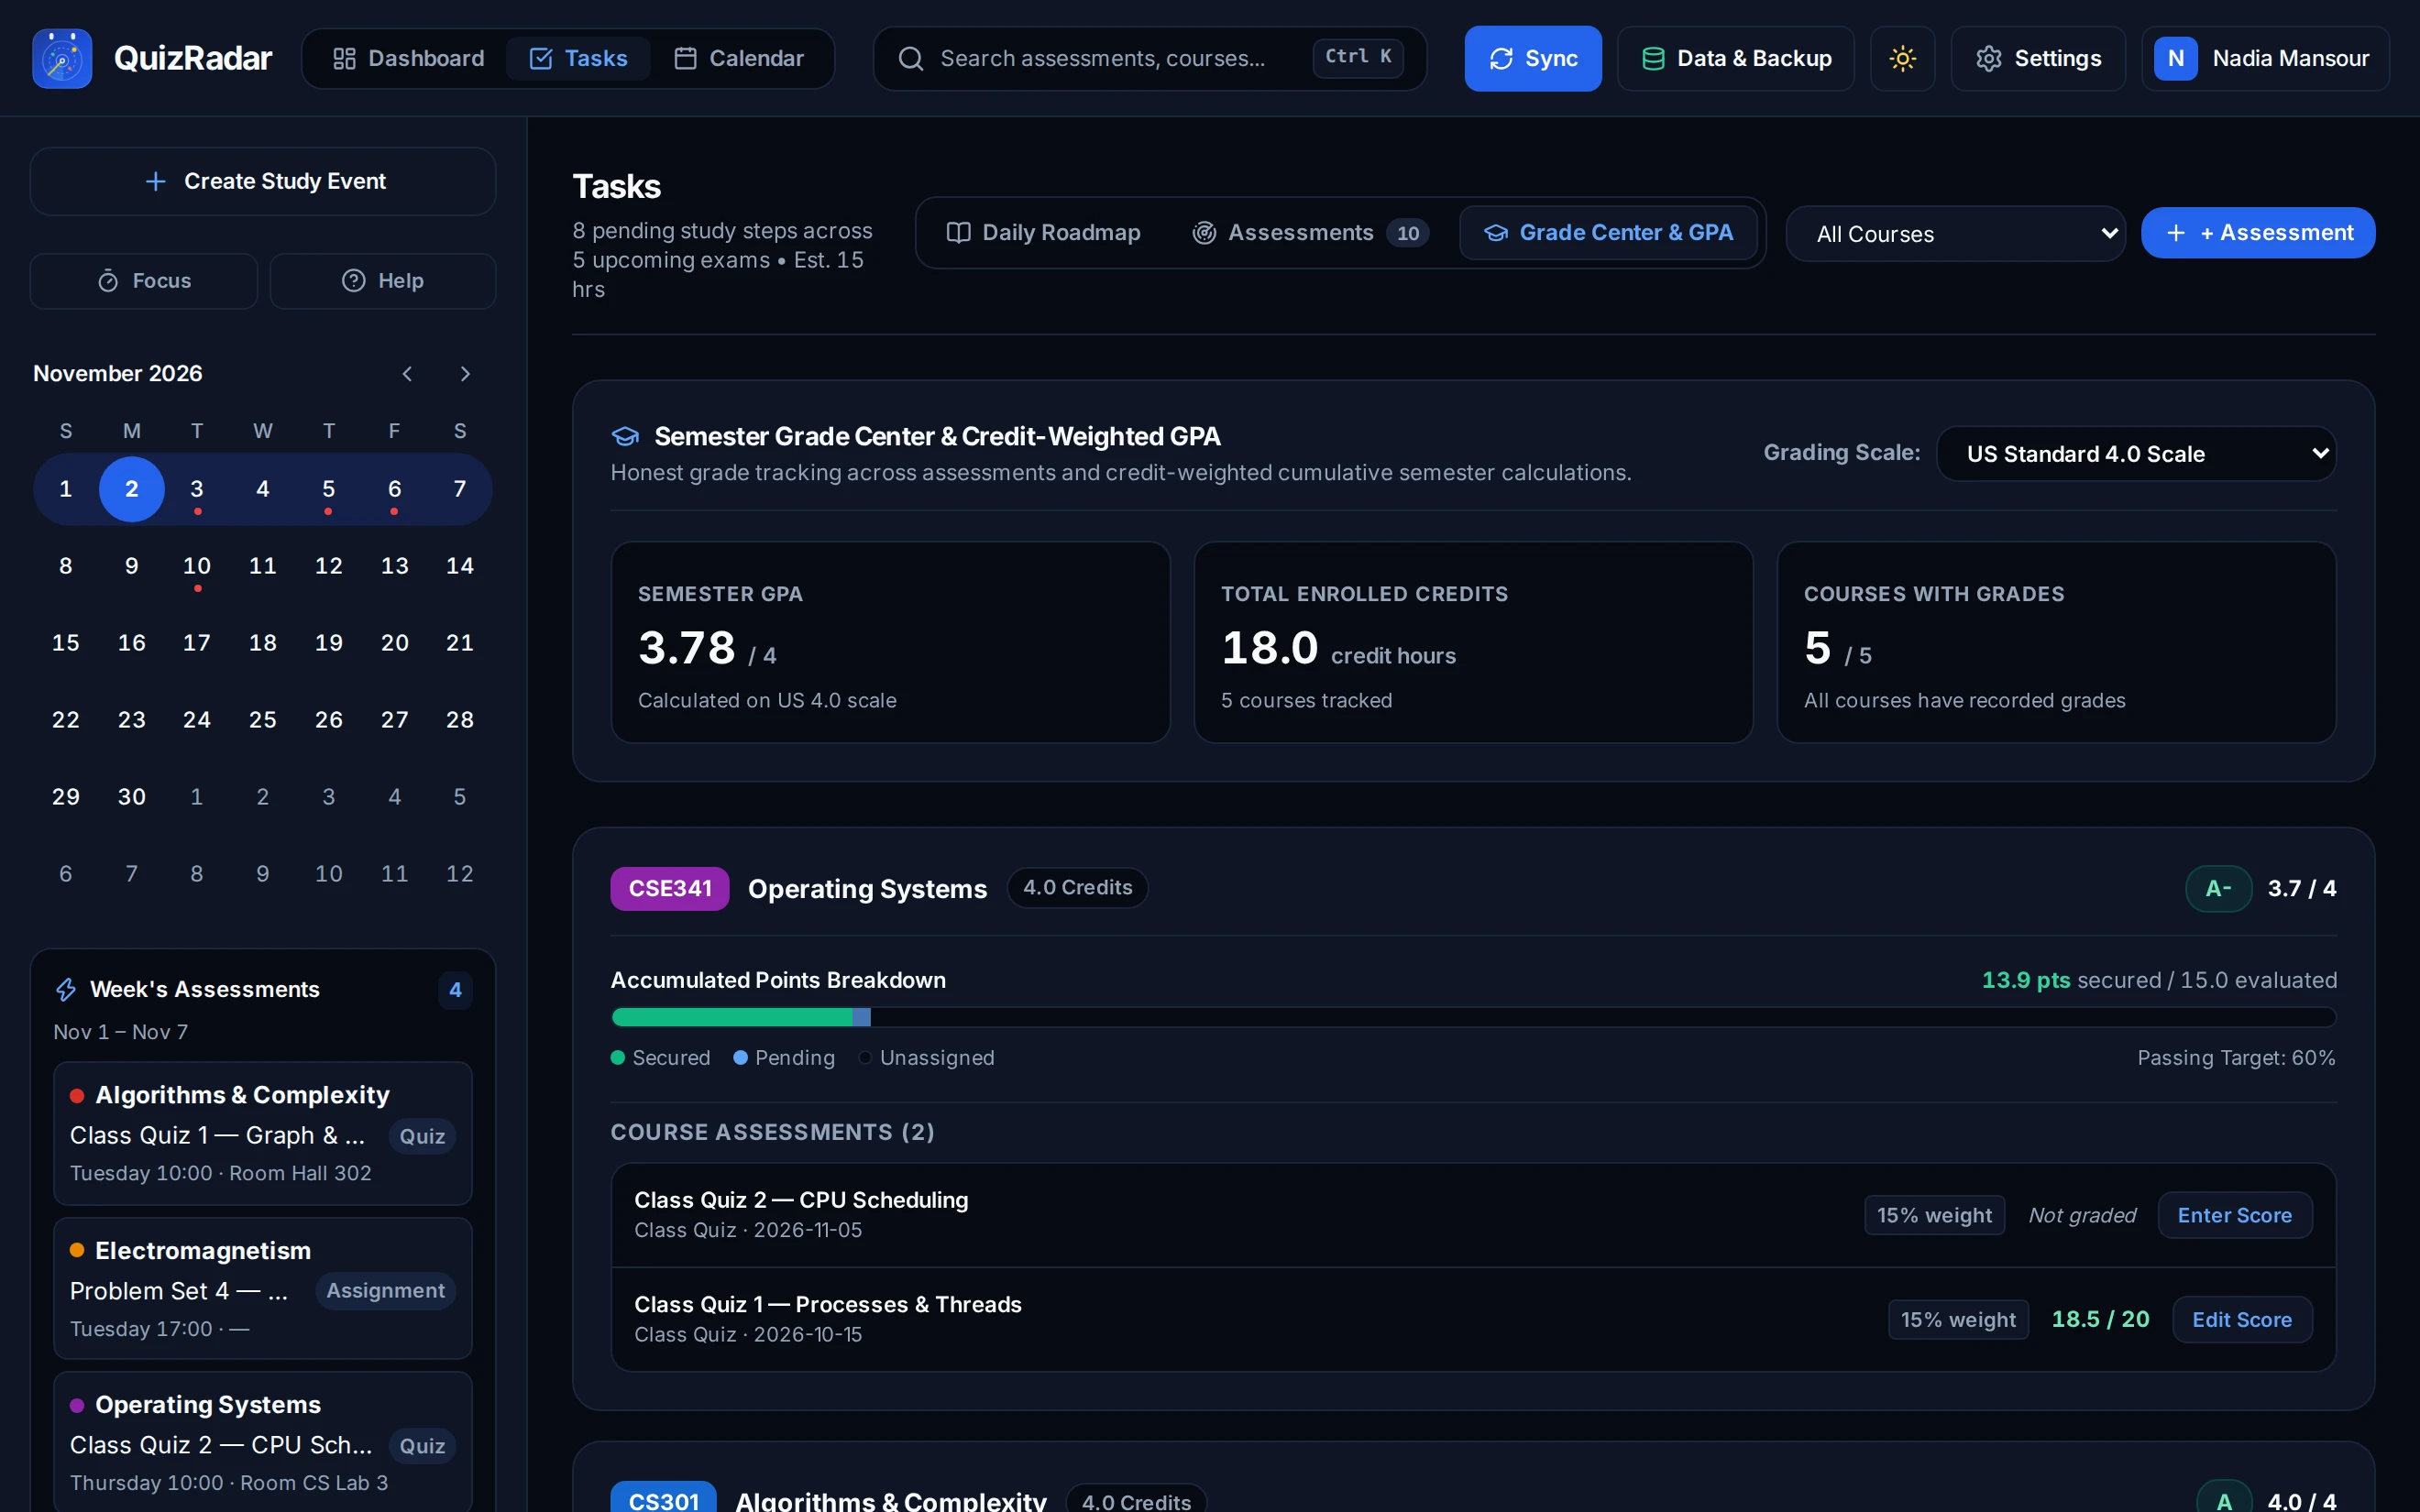 QuizRadar
Dashboard
Tasks
Calendar
Search assessments, courses...
Ctrl K
Sync
Data & Backup
Settings
N
Nadia Mansour
Create Study Event
Focus
Help
November 2026
S M T W T F S
1 2 3 4 5 6 7
8 9 10 11 12 13 14
15 16 17 18 19 20 21
22 23 24 25 26 27 28
29 30 1 2 3 4 5
6 7 8 9 10 11 12
Week's Assessments
4
Nov 1 – Nov 7
Algorithms & Complexity
Class Quiz 1 — Graph & ...
Quiz
Tuesday 10:00 · Room Hall 302
Electromagnetism
Problem Set 4 — ...
Assignment
Tuesday 17:00 · —
Operating Systems
Class Quiz 2 — CPU Sch...
Quiz
Thursday 10:00 · Room CS Lab 3
Tasks
8 pending study steps across
5 upcoming exams • Est. 15
hrs
Daily Roadmap
Assessments 10
Grade Center & GPA
All Courses
+ Assessment
Semester Grade Center & Credit-Weighted GPA
Honest grade tracking across assessments and credit-weighted cumulative semester calculations.
Grading Scale:
US Standard 4.0 Scale
SEMESTER GPA
3.78 / 4
Calculated on US 4.0 scale
TOTAL ENROLLED CREDITS
18.0 credit hours
5 courses tracked
COURSES WITH GRADES
5 / 5
All courses have recorded grades
CSE341
Operating Systems
4.0 Credits
A-
3.7 / 4
Accumulated Points Breakdown
13.9 pts secured / 15.0 evaluated
Secured
Pending
Unassigned
Passing Target: 60%
COURSE ASSESSMENTS (2)
Class Quiz 2 — CPU Scheduling
Class Quiz · 2026-11-05
15% weight
Not graded
Enter Score
Class Quiz 1 — Processes & Threads
Class Quiz · 2026-10-15
15% weight
18.5 / 20
Edit Score
CS301
Algorithms & Complexity
4.0 Credits
A
4.0 / 4